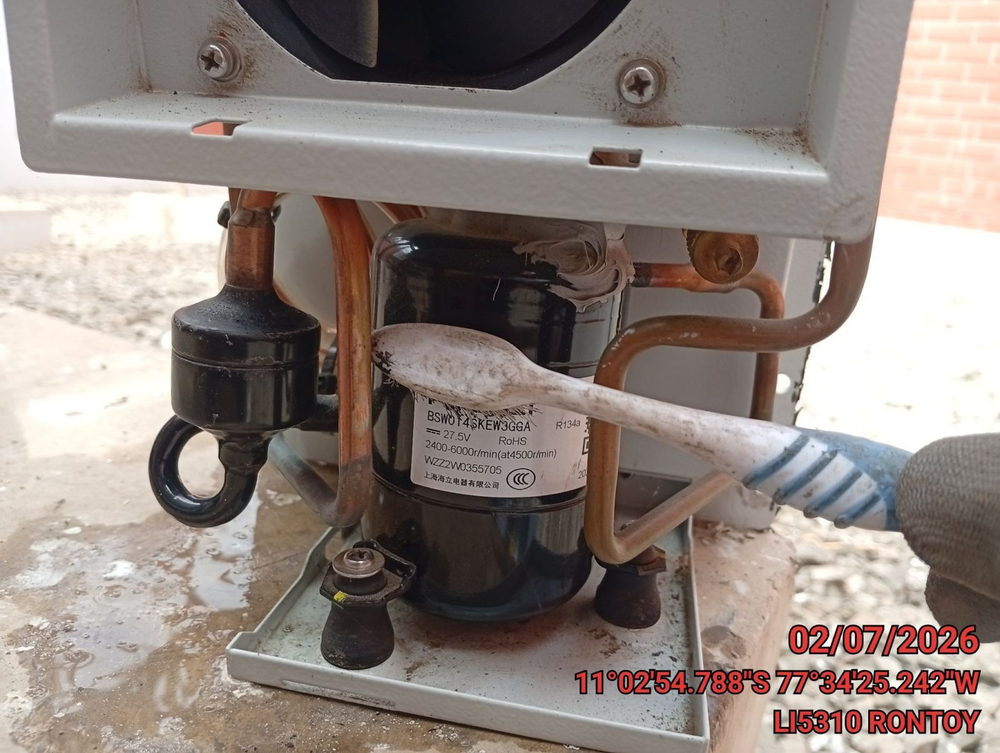 BSW014SKEW3GGA
R134a
27.5V RoHS
2400-6000r/min(at4500r/min)
WZZ2W0355705
上海海立电器有限公司
02/07/2026
11°02'54.788"S 77°34'25.242"W
LI5310 RONTOY